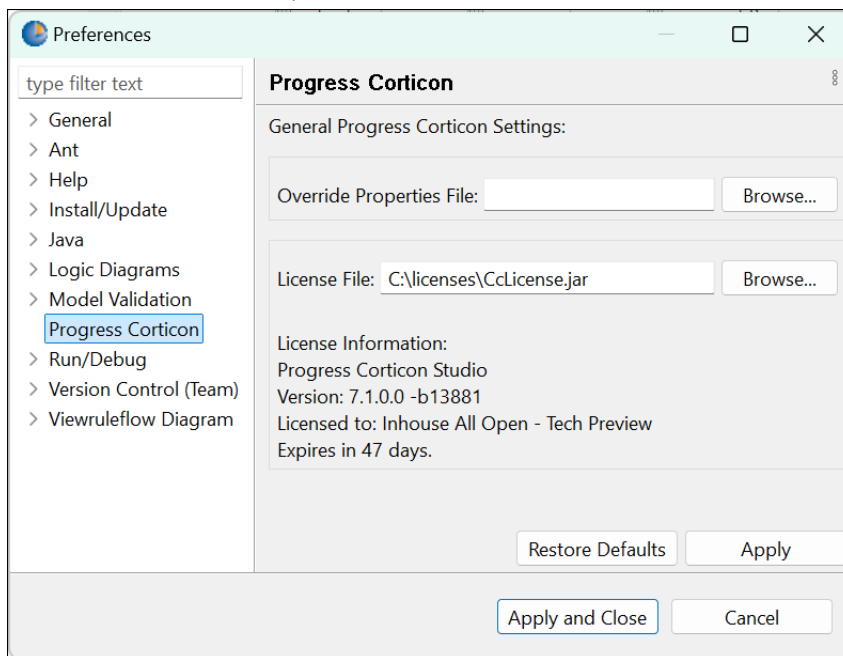 Preferences
type filter text
General
Ant
Help
Install/Update
Java
Logic Diagrams
Model Validation
Progress Corticon
Run/Debug
Version Control (Team)
Viewruleflow Diagram
Progress Corticon
General Progress Corticon Settings:
Override Properties File:
Browse...
License File: C:\licenses\CcLicense.jar
Browse...
License Information:
Progress Corticon Studio
Version: 7.1.0.0 -b13881
Licensed to: Inhouse All Open - Tech Preview
Expires in 47 days.
Restore Defaults
Apply
Apply and Close
Cancel